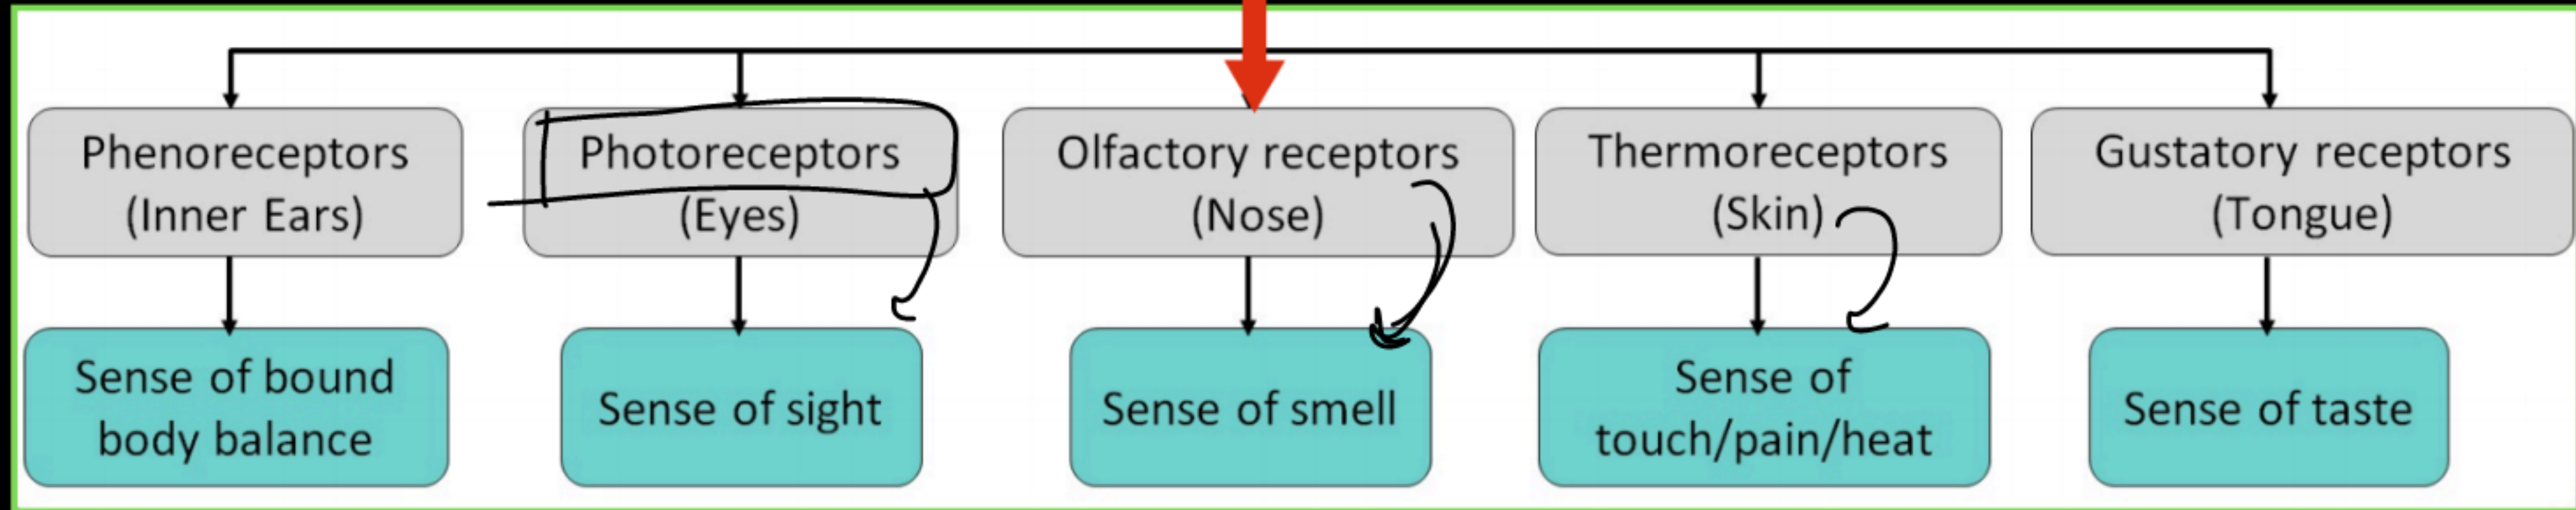 Phenoreceptors
(Inner Ears)
Photoreceptors
(Eyes)
Olfactory receptors
(Nose)
Thermoreceptors
(Skin)
Gustatory receptors
(Tongue)
Sense of bound
body balance
Sense of sight
Sense of smell
Sense of
touch/pain/heat
Sense of taste